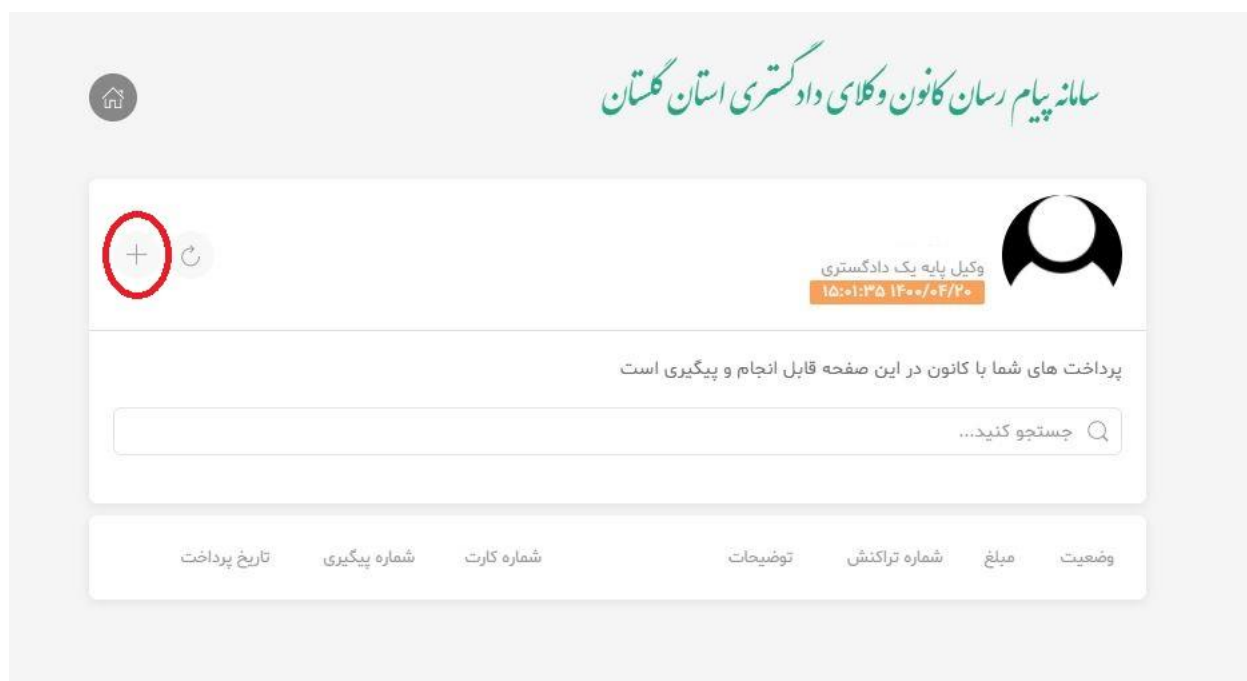 سامانه پیام رسان کانون وکلای دادگستری استان گلستان
وکیل پایه یک دادگستری
۱۵:۰۱:۳۵ ۱۴۰۰/۰۴/۲۰
پرداخت های شما با کانون در این صفحه قابل انجام و پیگیری است
جستجو کنید...
وضعیت مبلغ شماره تراکنش توضیحات شماره کارت شماره پیگیری تاریخ پرداخت